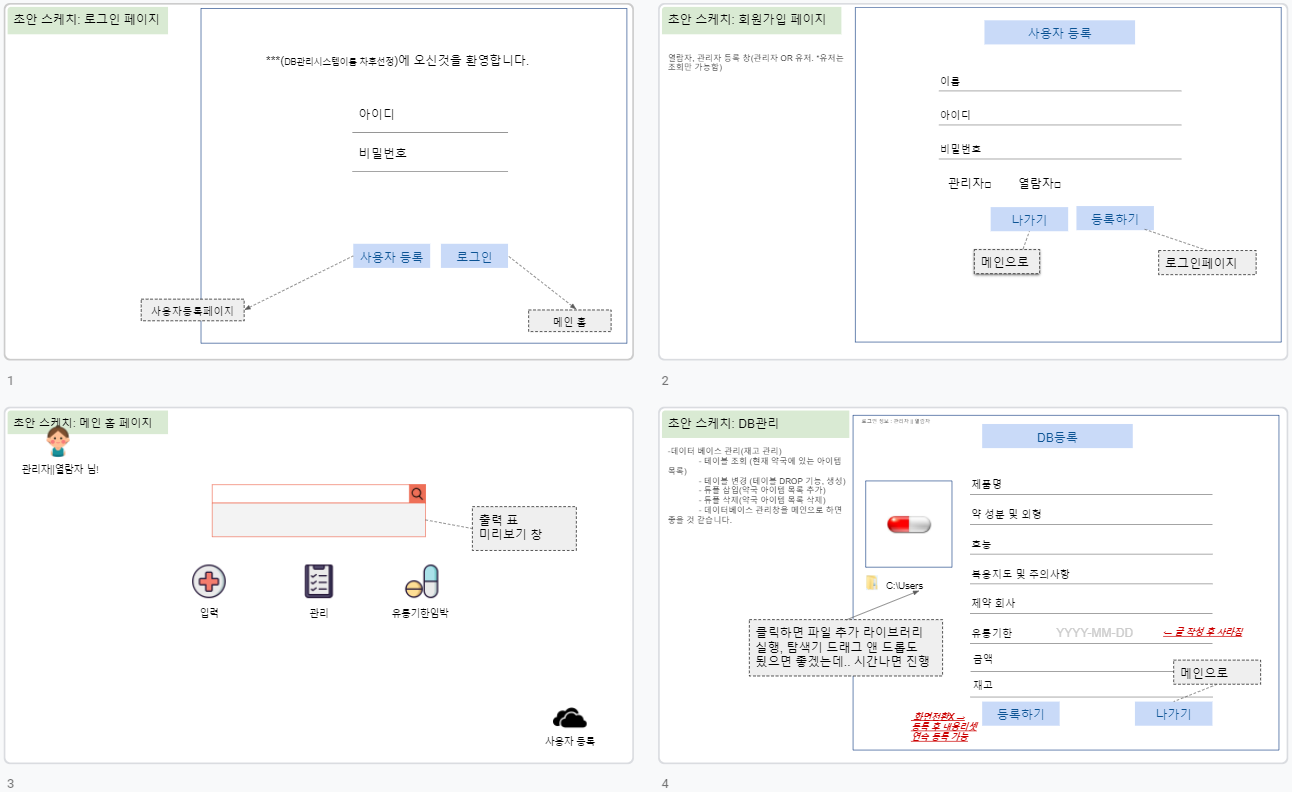 초안 스케치: 로그인 페이지
***(DB관리시스템이름 차후선정)에 오신것을 환영합니다.
아이디
비밀번호
사용자 등록
로그인
사용자등록페이지
메인 홈
1
초안 스케치: 회원가입 페이지
열람자, 관리자 등록 창(관리자 OR 유저. *유저는
조회만 가능함)
사용자 등록
이름
아이디
비밀번호
관리자□ 열람자□
나가기
등록하기
메인으로
로그인페이지
2
초안 스케치: 메인 홈 페이지
관리자||열람자 님!
출력 표
미리보기 창
입력
관리
유통기한임박
사용자 등록
3
초안 스케치: DB관리
-데이터 베이스 관리(재고 관리)
- 테이블 조회 (현재 약국에 있는 아이템
목록)
- 테이블 변경 (테이블 DROP 기능, 생성)
- 튜플 삽입(약국 아이템 목록 추가)
- 튜플 삭제(약국 아이템 목록 삭제)
- 데이터베이스 관리창을 메인으로 하면
좋을 것 같습니다.
로그인 정보 : 관리자 || 열람자
DB등록
제품명
약 성분 및 외형
효능
복용지도 및 주의사항
제약 회사
유통기한
YYYY-MM-DD
← 글 작성 후 사라짐
금액
재고
C:\Users
클릭하면 파일 추가 라이브러리
실행, 탐색기 드래그 앤 드롭도
됬으면 좋겠는데.. 시간나면 진행
메인으로
등록하기
나가기
화면전환X →
등록 후 내용리셋
연속 등록 가능
4